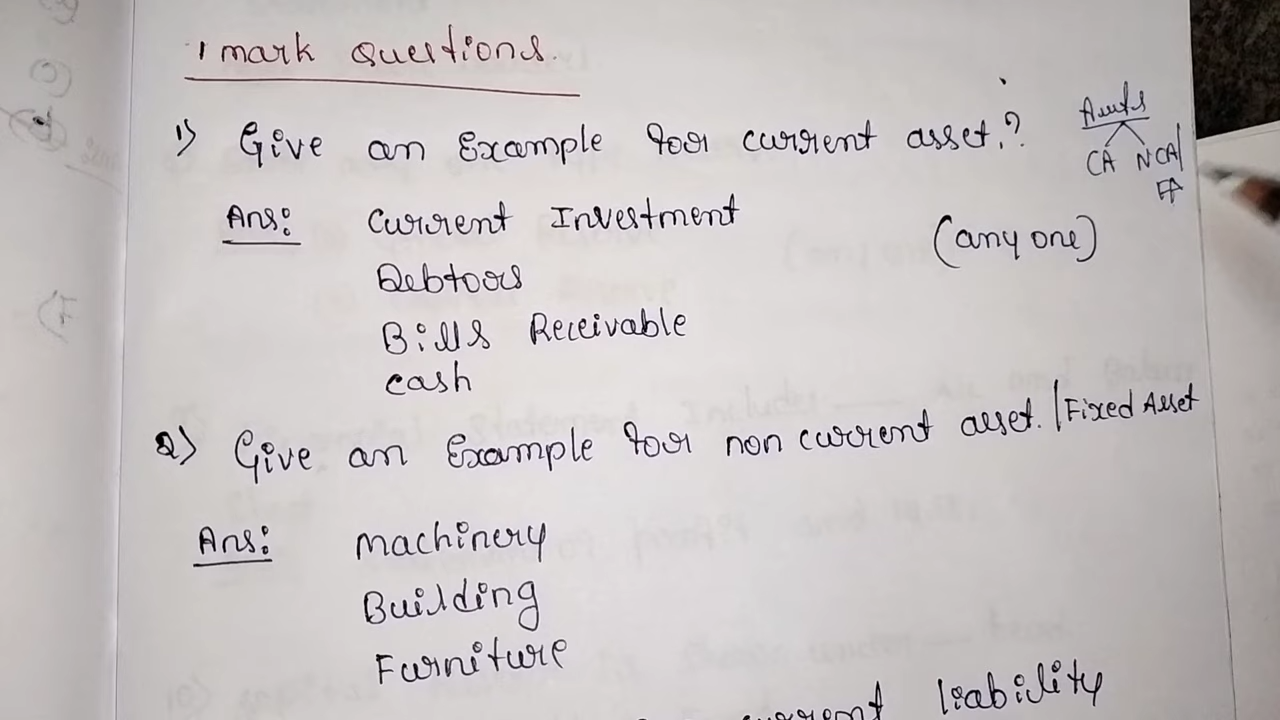 1 mark Questions.
1) Give an Example for current asset.?
Assets
CA NCA/
FA
Ans: Current Investment
(any one)
Debtors
Bills Receivable
cash
2) Give an Example for non current asset. / Fixed Asset
Ans: Machinery
Building
Furniture
current liability